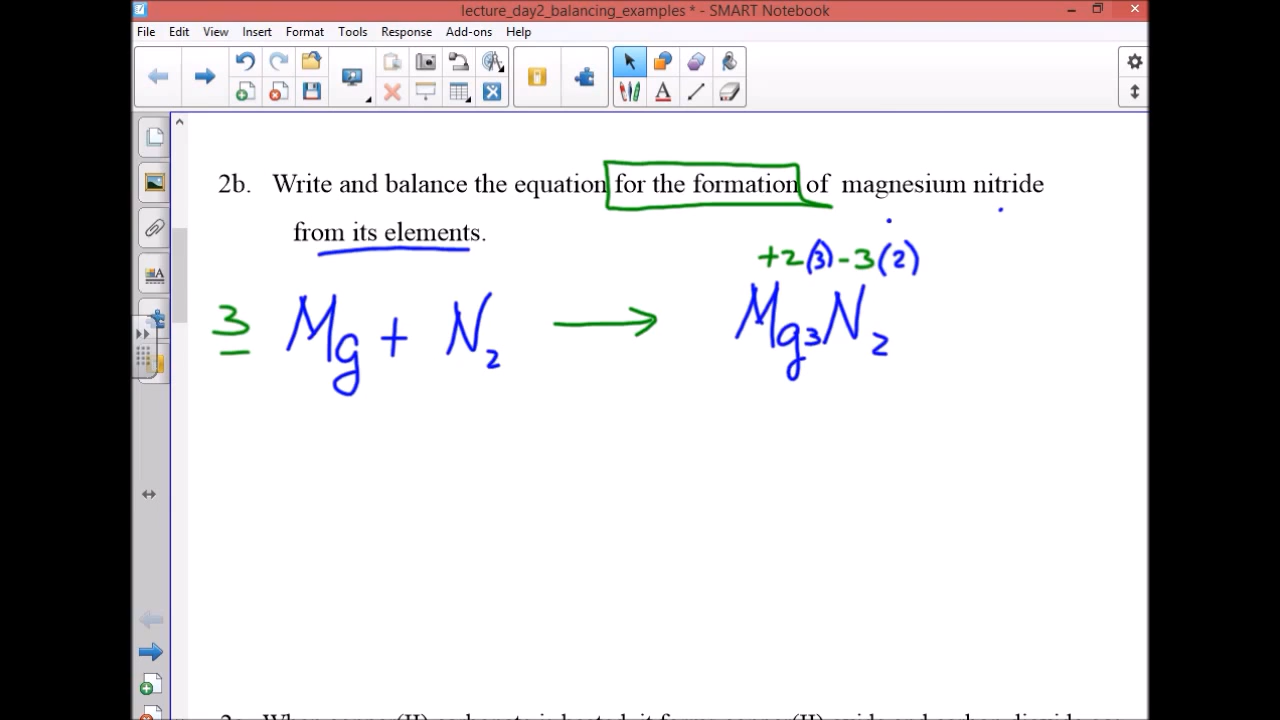 lecture_day2_balancing_examples * - SMART Notebook
File Edit View Insert Format Tools Response Add-ons Help
2b. Write and balance the equation for the formation of magnesium nitride
from its elements.
+2(3) -3(2)
3 Mg + N₂ → Mg₃N₂